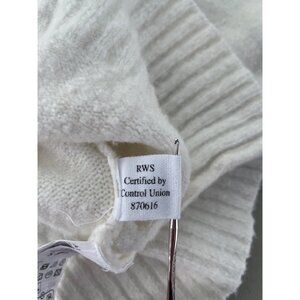 RWS
Certified by
Control Union
870616